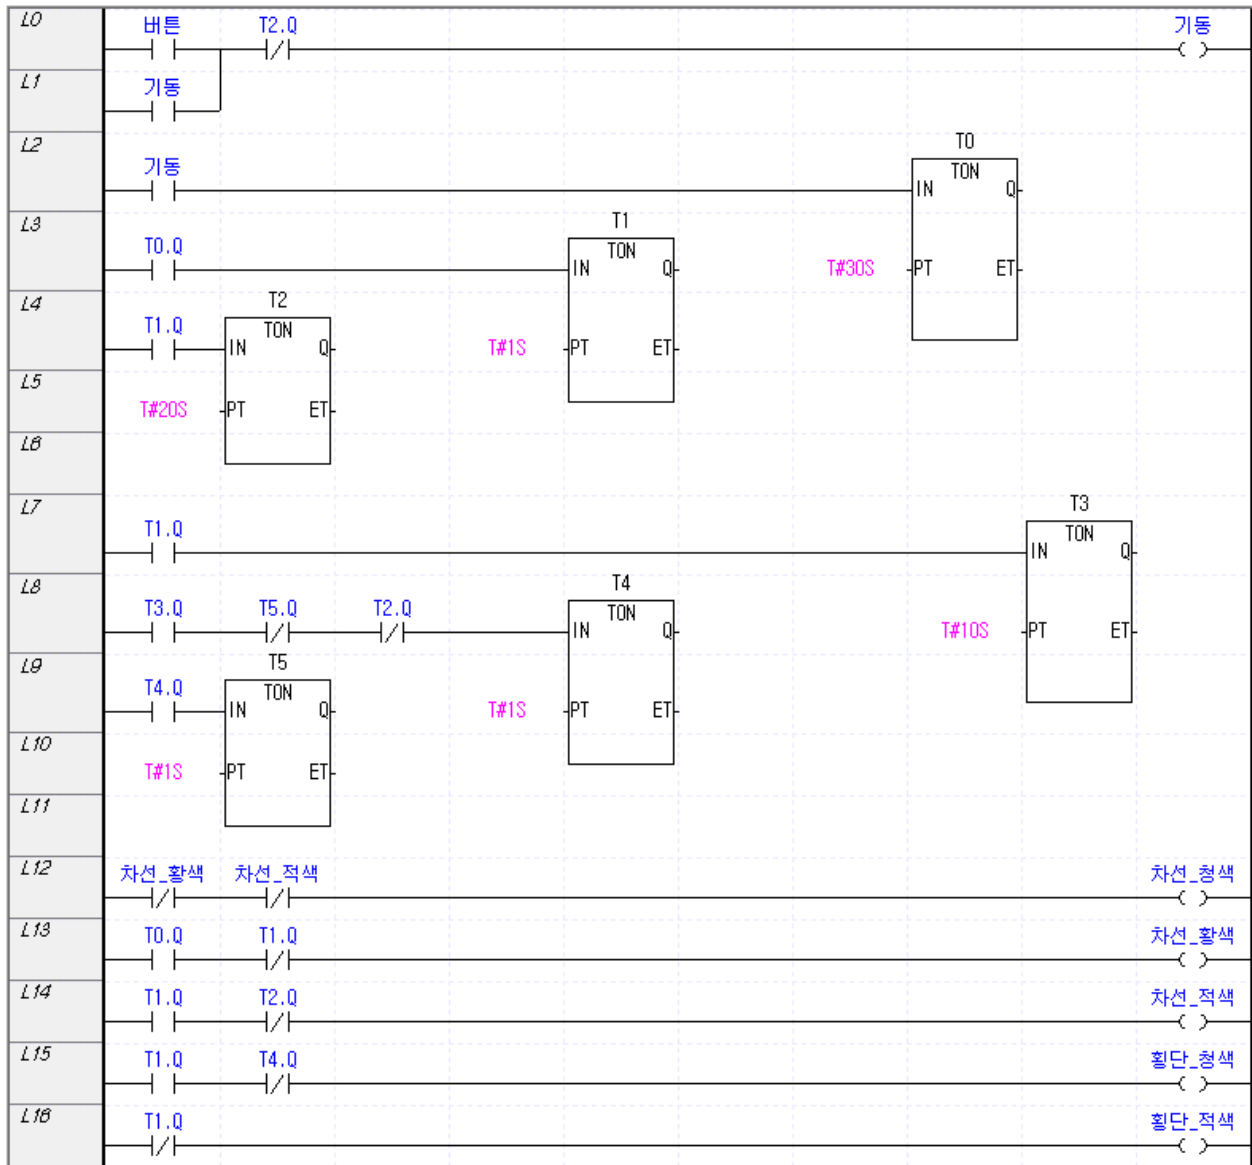 L0
버튼 T2.Q 기동
L1
기동
L2
기동 T0
TON
IN Q
L3
T0.Q T1
TON
IN Q T#30S PT ET
L4
T1.Q T2
TON
IN Q T#1S PT ET
L5
T#20S PT ET
L6
L7
T1.Q T3
TON
IN Q
L8
T3.Q T5.Q T2.Q T4
TON
IN Q T#10S PT ET
L9
T4.Q T5
TON
IN Q T#1S PT ET
L10
T#1S PT ET
L11
L12
차선_황색 차선_적색 차선_청색
L13
T0.Q T1.Q 차선_황색
L14
T1.Q T2.Q 차선_적색
L15
T1.Q T4.Q 횡단_청색
L16
T1.Q 횡단_적색